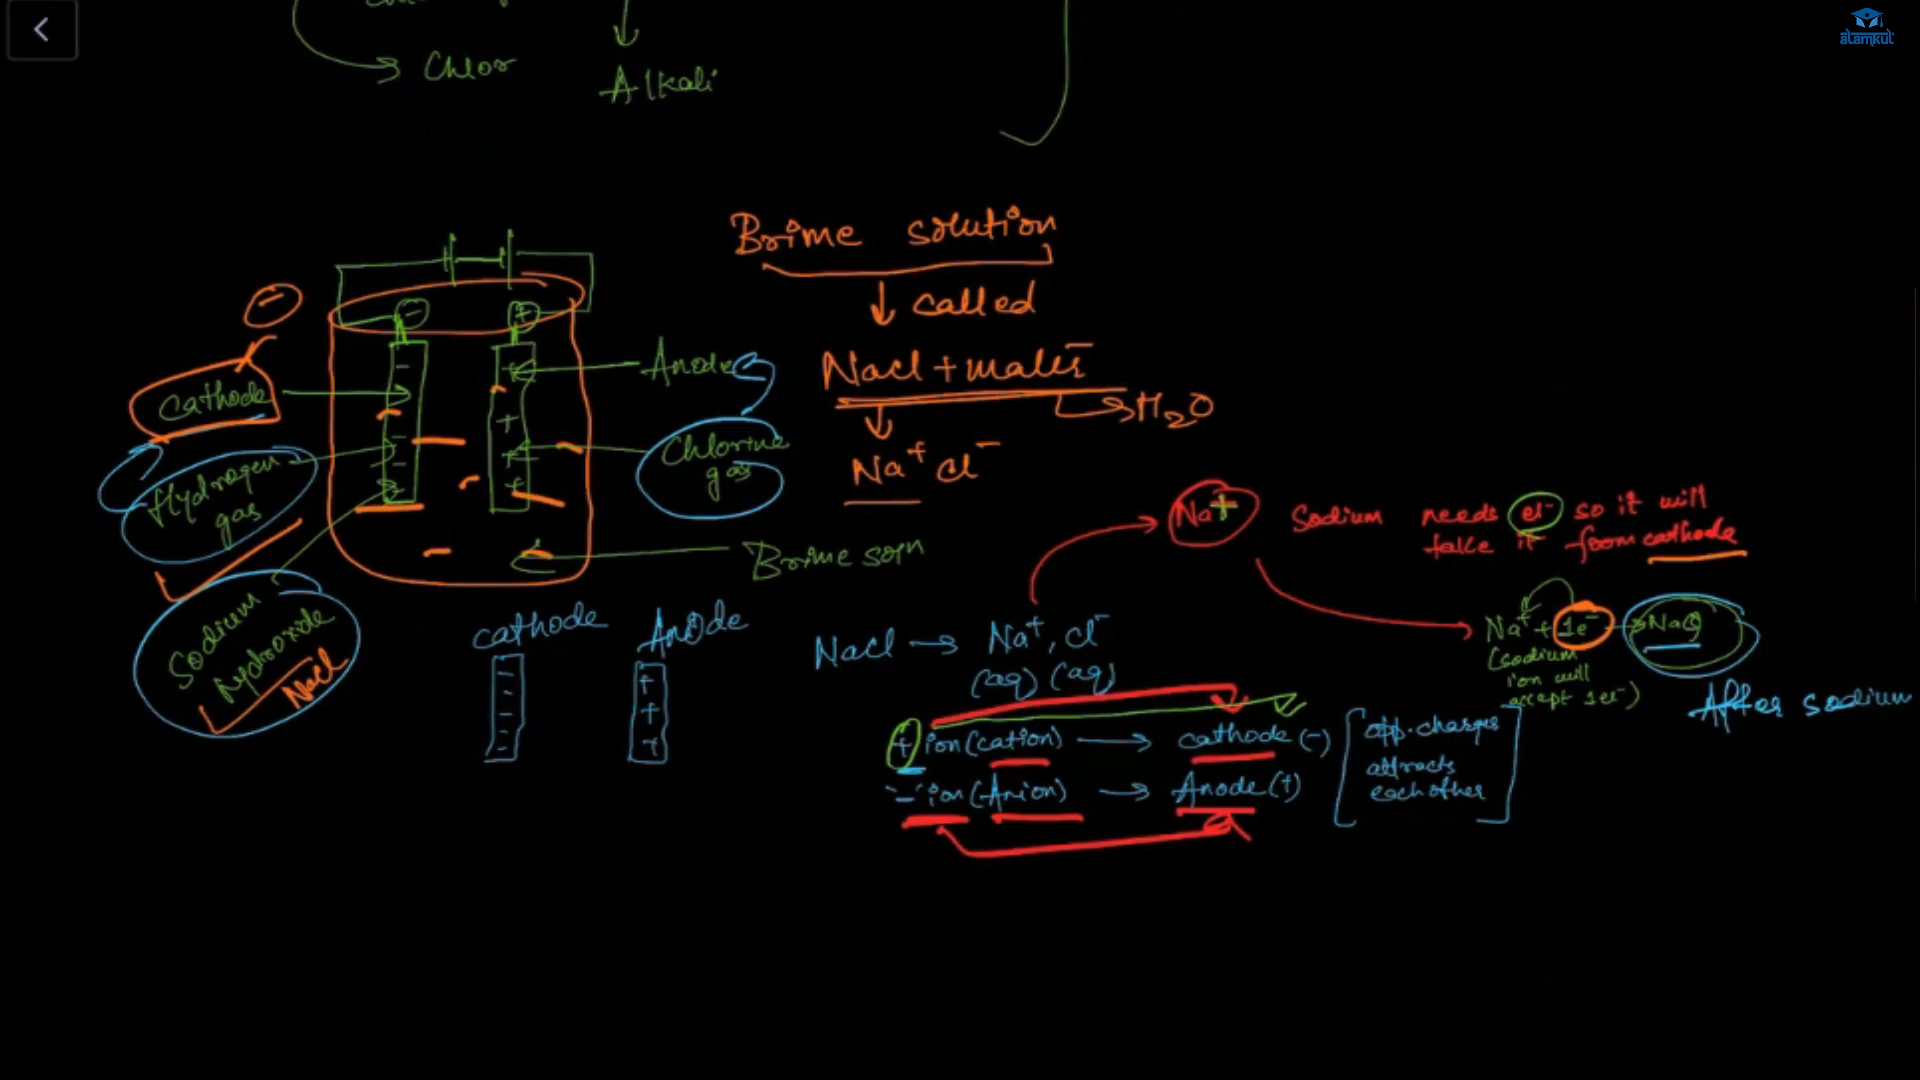 alamkul
Chlor
Alkali
Brime solution
called
Nacl + water
H2O
Na+ Cl-
-
+
Cathode
Anode
Hydrogen
gas
Chlorine
gas
Brime soln
Sodium
hydroxide
Nacl
cathode
Anode
Nacl → Na+, Cl-
(aq) (aq)
Na+
Sodium needs el- so it will
take it from cathode
Na+ + 1e- → Na
(sodium
ion will
accept 1e-)
After sodium
+ ion (cation) → cathode (-)
- ion (Anion) → Anode (+)
opp. charges
attracts
each other